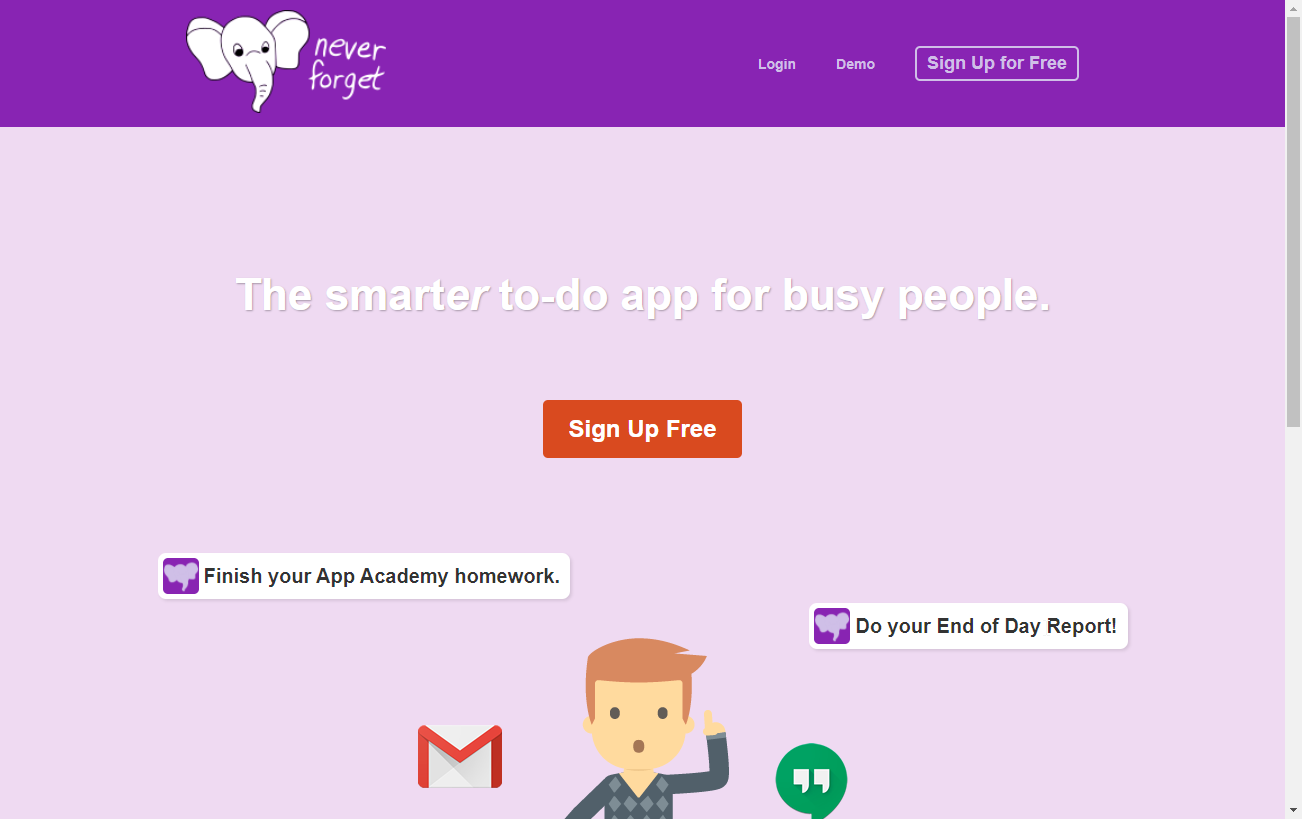 never
forget
Login
Demo
Sign Up for Free
The smarter to-do app for busy people.
Sign Up Free
Finish your App Academy homework.
Do your End of Day Report!